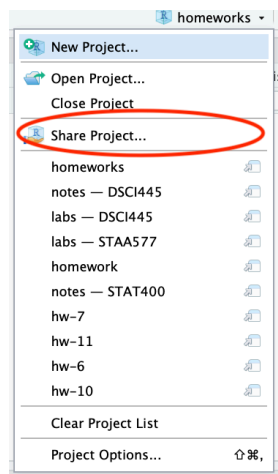 homeworks
New Project...
Open Project...
Close Project
Share Project...
homeworks
notes — DSCI445
labs — DSCI445
labs — STAA577
homework
notes — STAT400
hw-7
hw-11
hw-6
hw-10
Clear Project List
Project Options... ⇧⌘,